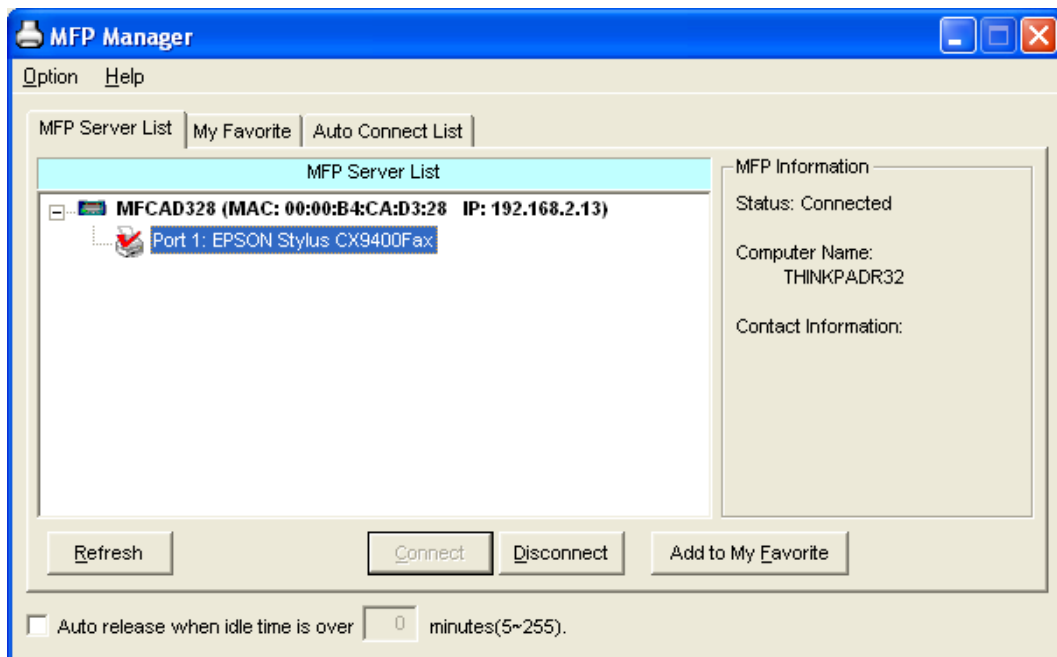 MFP Manager
Option Help
MFP Server List My Favorite Auto Connect List
MFP Server List
MFCAD328 (MAC: 00:00:B4:CA:D3:28 IP: 192.168.2.13)
Port 1: EPSON Stylus CX9400Fax
MFP Information
Status: Connected
Computer Name:
THINKPADR32
Contact Information:
Refresh Connect Disconnect Add to My Favorite
Auto release when idle time is over 0 minutes(5~255).